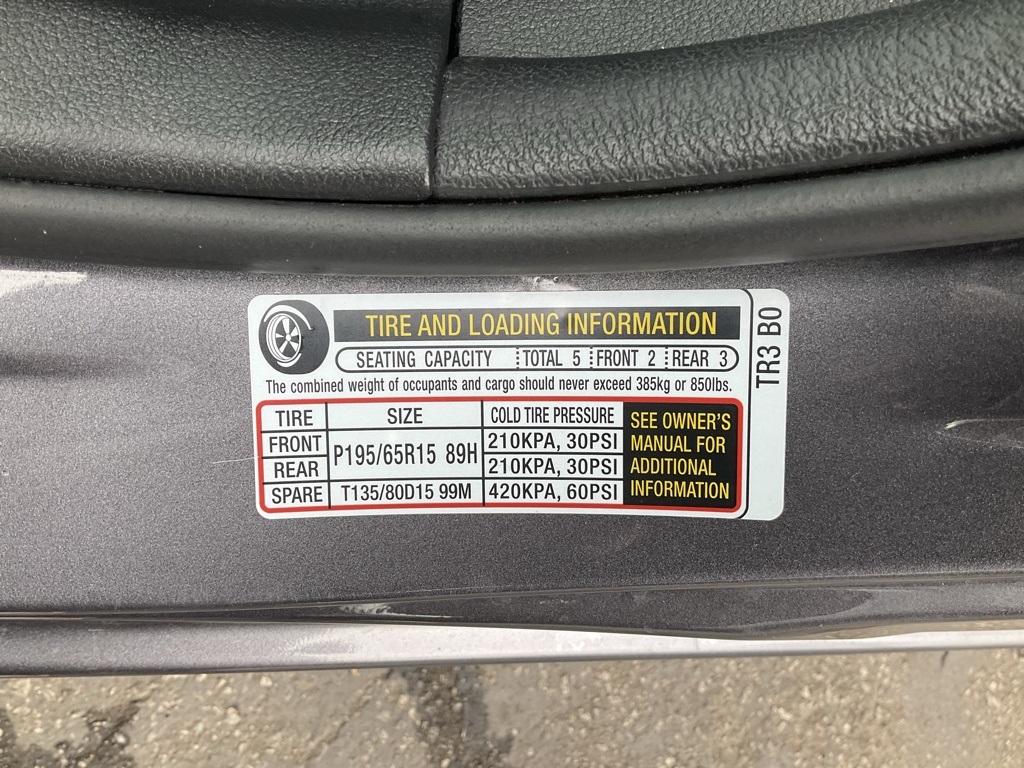 TIRE AND LOADING INFORMATION
SEATING CAPACITY TOTAL 5 FRONT 2 REAR 3
The combined weight of occupants and cargo should never exceed 385kg or 850lbs.
TIRE SIZE COLD TIRE PRESSURE
FRONT P195/65R15 89H 210KPA, 30PSI
REAR 210KPA, 30PSI
SPARE T135/80D15 99M 420KPA, 60PSI
SEE OWNER'S
MANUAL FOR
ADDITIONAL
INFORMATION
TR3 B0